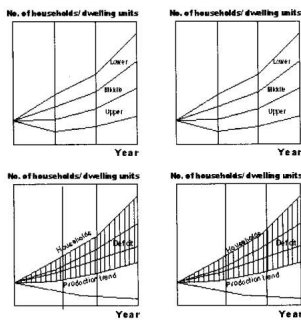 No. of households/dwelling units
Lower
Middle
Upper
Year
No. of households/dwelling units
Lower
Middle
Upper
Year
No. of households/dwelling units
Households
Deficit
Production trend
Year
No. of households/dwelling units
Households
Deficit
Production trend
Year